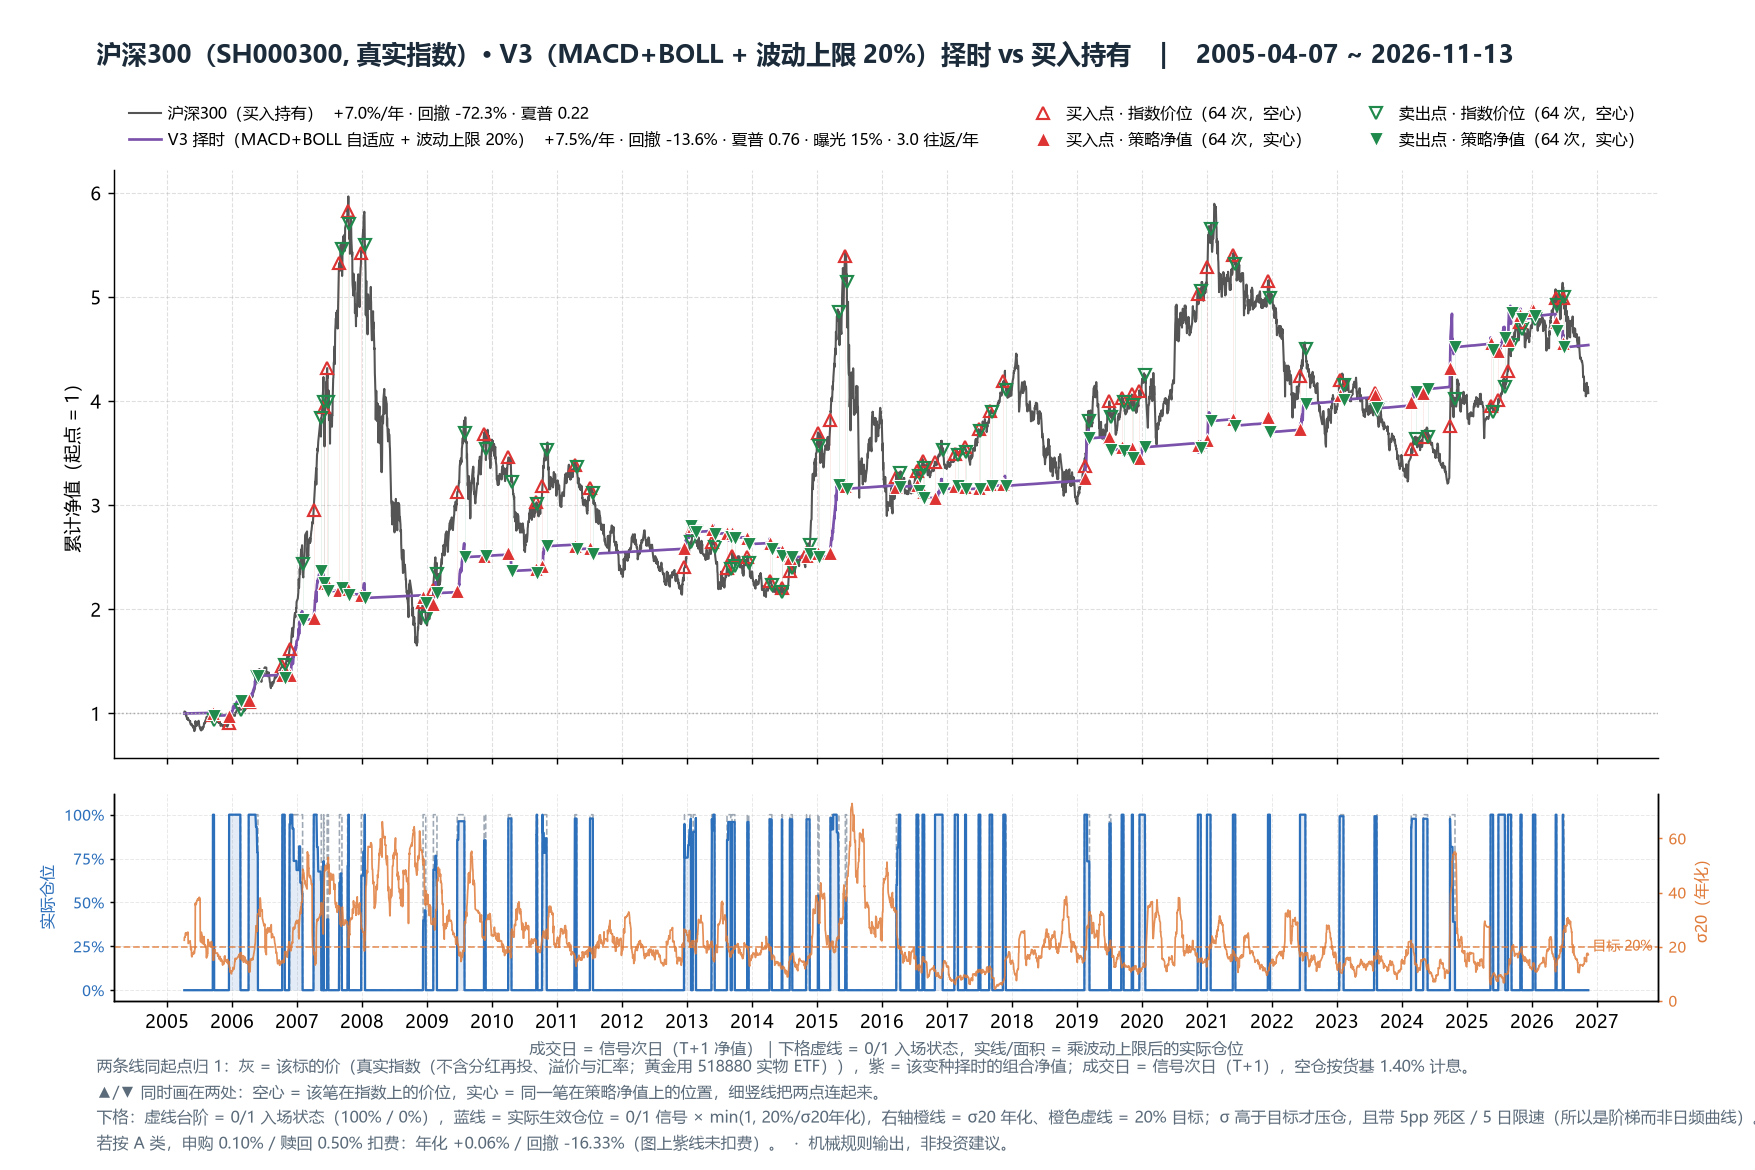 沪深300（SH000300, 真实指数）• V3（MACD+BOLL + 波动上限 20%）择时 vs 买入持有 | 2005-04-07 ~ 2026-11-13
沪深300（买入持有） +7.0%/年 · 回撤 -72.3% · 夏普 0.22
V3 择时（MACD+BOLL 自适应 + 波动上限 20%） +7.5%/年 · 回撤 -13.6% · 夏普 0.76 · 曝光 15% · 3.0 往返/年
买入点 · 指数价位（64 次，空心）
买入点 · 策略净值（64 次，实心）
卖出点 · 指数价位（64 次，空心）
卖出点 · 策略净值（64 次，实心）
累计净值（起点 = 1）
6
5
4
3
2
1
实际仓位
100%
75%
50%
25%
0%
60
40
20
0
σ20（年化）
目标 20%
2005 2006 2007 2008 2009 2010 2011 2012 2013 2014 2015 2016 2017 2018 2019 2020 2021 2022 2023 2024 2025 2026 2027
成交日 = 信号次日（T+1 净值） | 下格虚线 = 0/1 入场状态，实线/面积 = 乘波动上限后的实际仓位
两条线同起点归 1：灰 = 该标的价（真实指数（不含分红再投、溢价与汇率；黄金用 518880 实物 ETF）），紫 = 该变种择时的组合净值；成交日 = 信号次日（T+1），空仓按货基 1.40% 计息。
▲/▼ 同时画在两处：空心 = 该笔在指数上的价位，实心 = 同一笔在策略净值上的位置，细竖线把两点连起来。
下格：虚线台阶 = 0/1 入场状态（100% / 0%），蓝线 = 实际生效仓位 = 0/1 信号 × min(1, 20%/σ20年化)，右轴橙线 = σ20 年化、橙色虚线 = 20% 目标；σ 高于目标才压仓，且带 5pp 死区 / 5 日限速（所以是阶梯而非日频曲线）。
若按 A 类，申购 0.10% / 赎回 0.50% 扣费：年化 +0.06% / 回撤 -16.33%（图上紫线未扣费）。 · 机械规则输出，非投资建议。